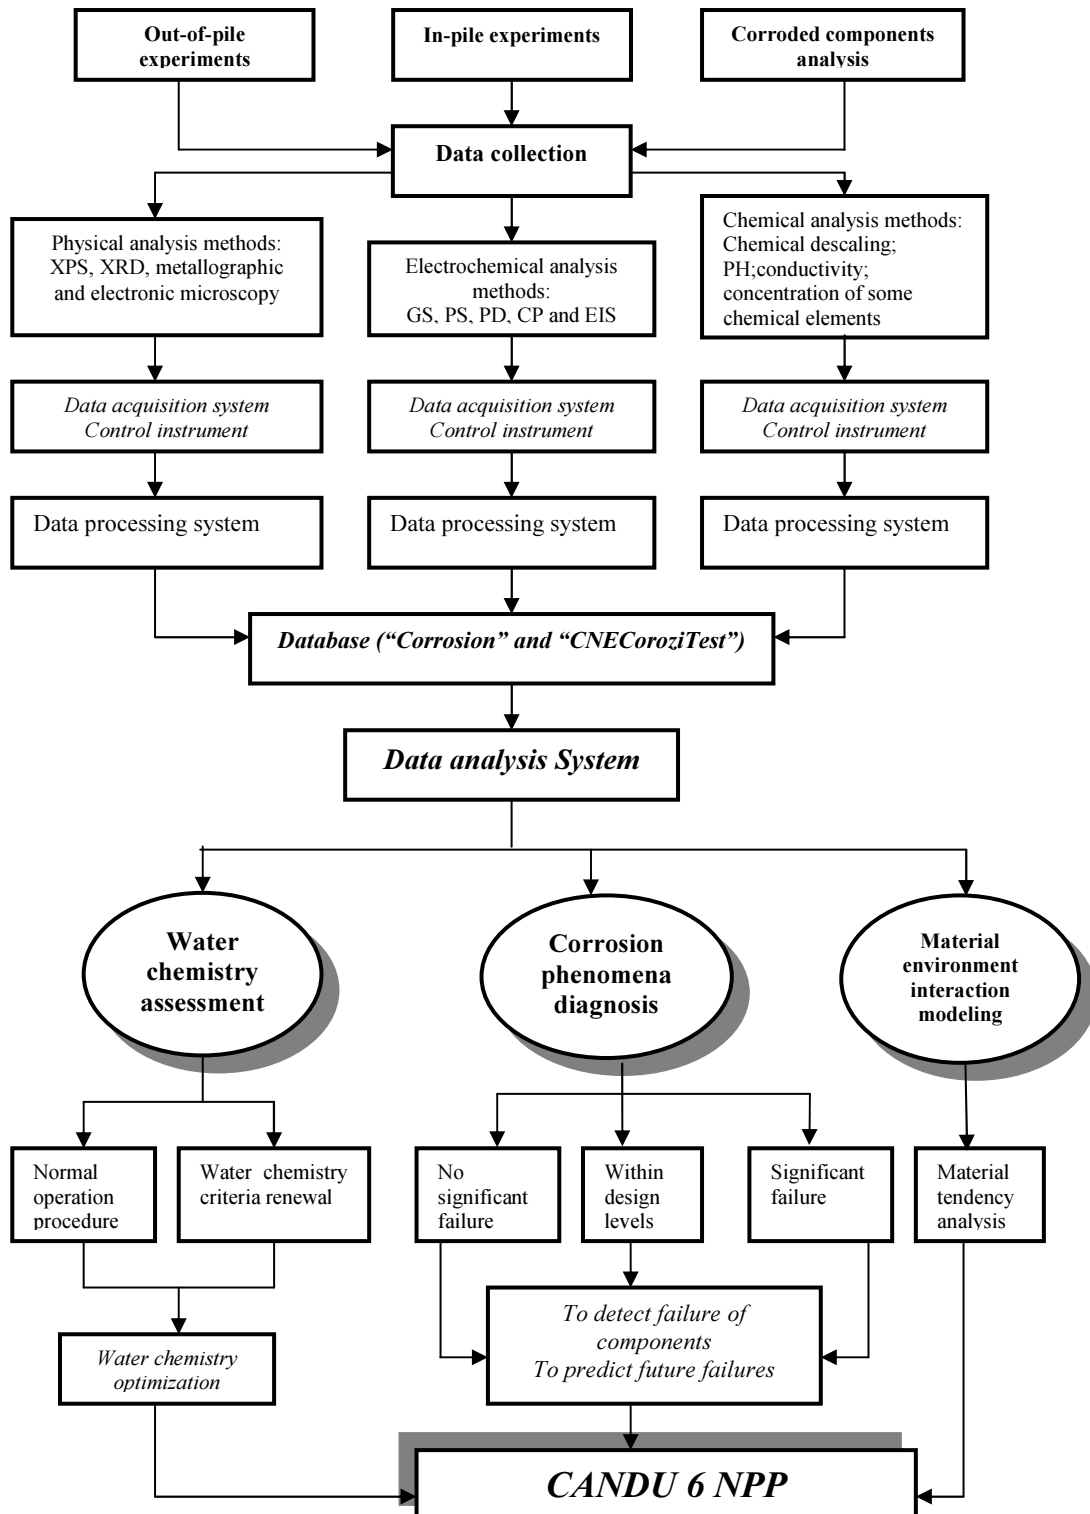 Out-of-pile
experiments
In-pile experiments
Corroded components
analysis
Data collection
Physical analysis methods:
XPS, XRD, metallographic
and electronic microscopy
Electrochemical analysis
methods:
GS, PS, PD, CP and EIS
Chemical analysis methods:
Chemical descaling;
PH;conductivity;
concentration of some
chemical elements
Data acquisition system
Control instrument
Data acquisition system
Control instrument
Data acquisition system
Control instrument
Data processing system
Data processing system
Data processing system
Database (“Corrosion” and “CNECoroziTest”)
Data analysis System
Water
chemistry
assessment
Corrosion
phenomena
diagnosis
Material
environment
interaction
modeling
Normal
operation
procedure
Water chemistry
criteria renewal
No
significant
failure
Within
design
levels
Significant
failure
Material
tendency
analysis
Water chemistry
optimization
To detect failure of
components
To predict future failures
CANDU 6 NPP